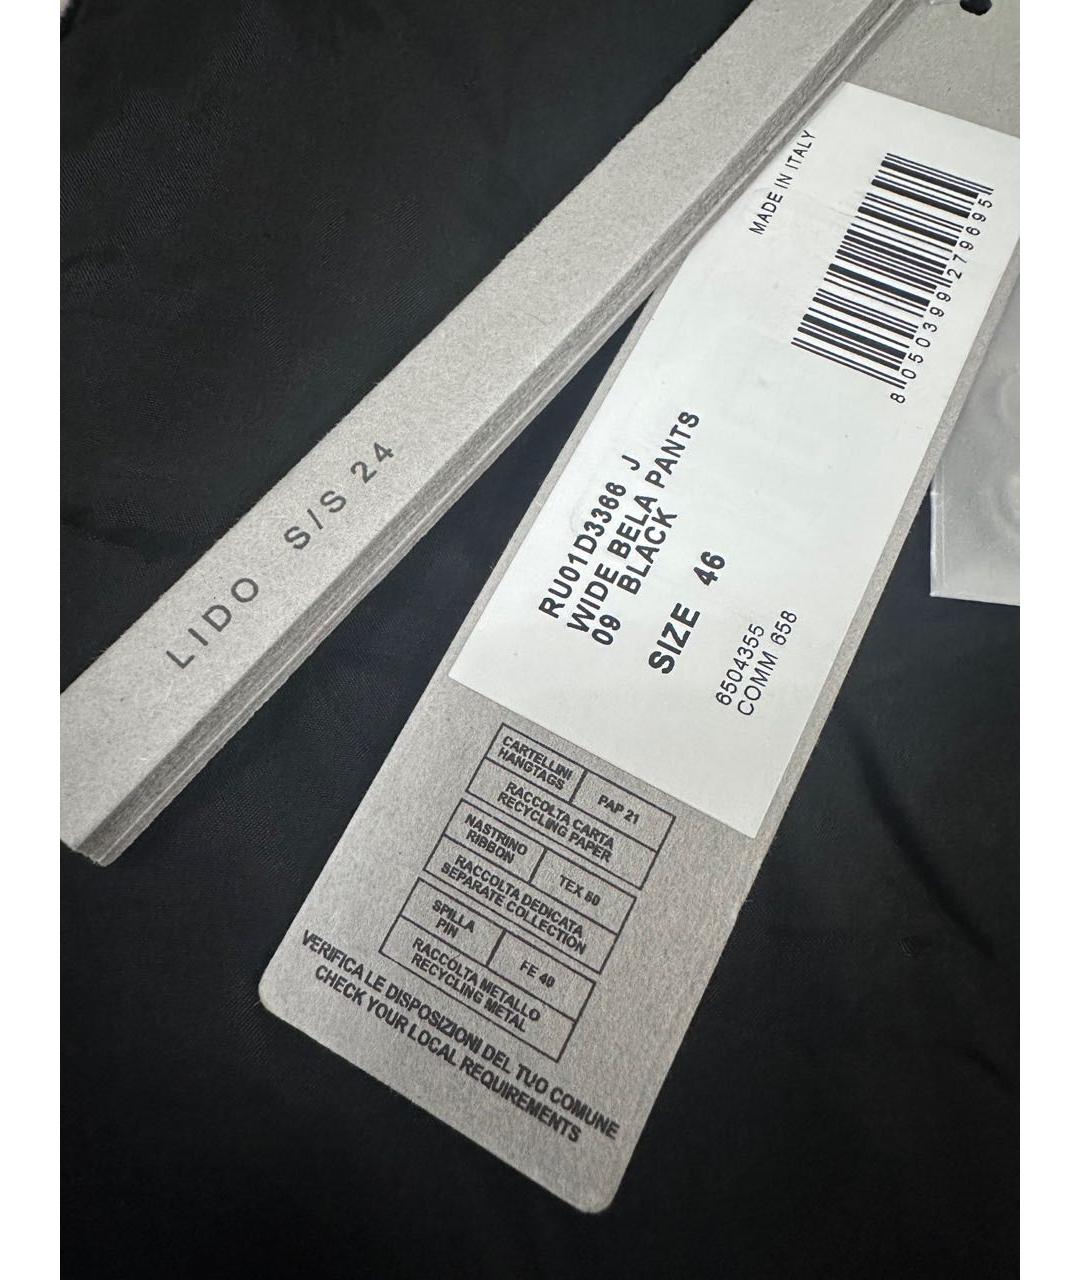 LIDO S/S 24
MADE IN ITALY
8 050399 279695
RU01D3366 J
WIDE BELA PANTS
09 BLACK
SIZE 46
6504355
COMM 658
CARTELLINI
HANGTAGS
PAP 21
RACCOLTA CARTA
RECYCLING PAPER
NASTRINO
RIBBON
TEX 60
RACCOLTA DEDICATA
SEPARATE COLLECTION
SPILLA
PIN
FE 40
RACCOLTA METALLO
RECYCLING METAL
VERIFICA LE DISPOSIZIONI DEL TUO COMUNE
CHECK YOUR LOCAL REQUIREMENTS